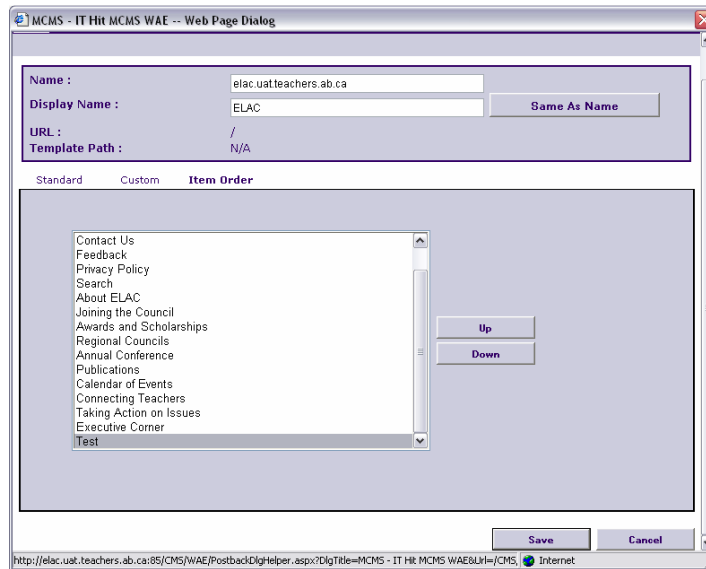 MCMS - IT Hit MCMS WAE -- Web Page Dialog
Name :
elac.uat.teachers.ab.ca
Display Name :
ELAC
Same As Name
URL :
/
Template Path :
N/A
Standard Custom Item Order
Contact Us
Feedback
Privacy Policy
Search
About ELAC
Joining the Council
Awards and Scholarships
Regional Councils
Annual Conference
Publications
Calendar of Events
Connecting Teachers
Taking Action on Issues
Executive Corner
Test
Up
Down
Save Cancel
http://elac.uat.teachers.ab.ca:85/CMS/WAE/PostbackDlgHelper.aspx?DlgTitle=MCMS - IT Hit MCMS WAE&Url=/CMS, Internet